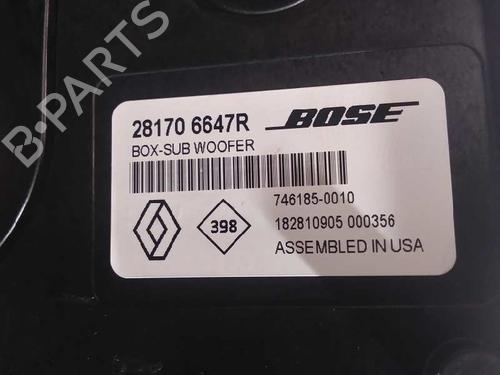 B-PARTS
28170 6647R BOSE
BOX-SUB WOOFER
746185-0010
398
182810905 000356
ASSEMBLED IN USA